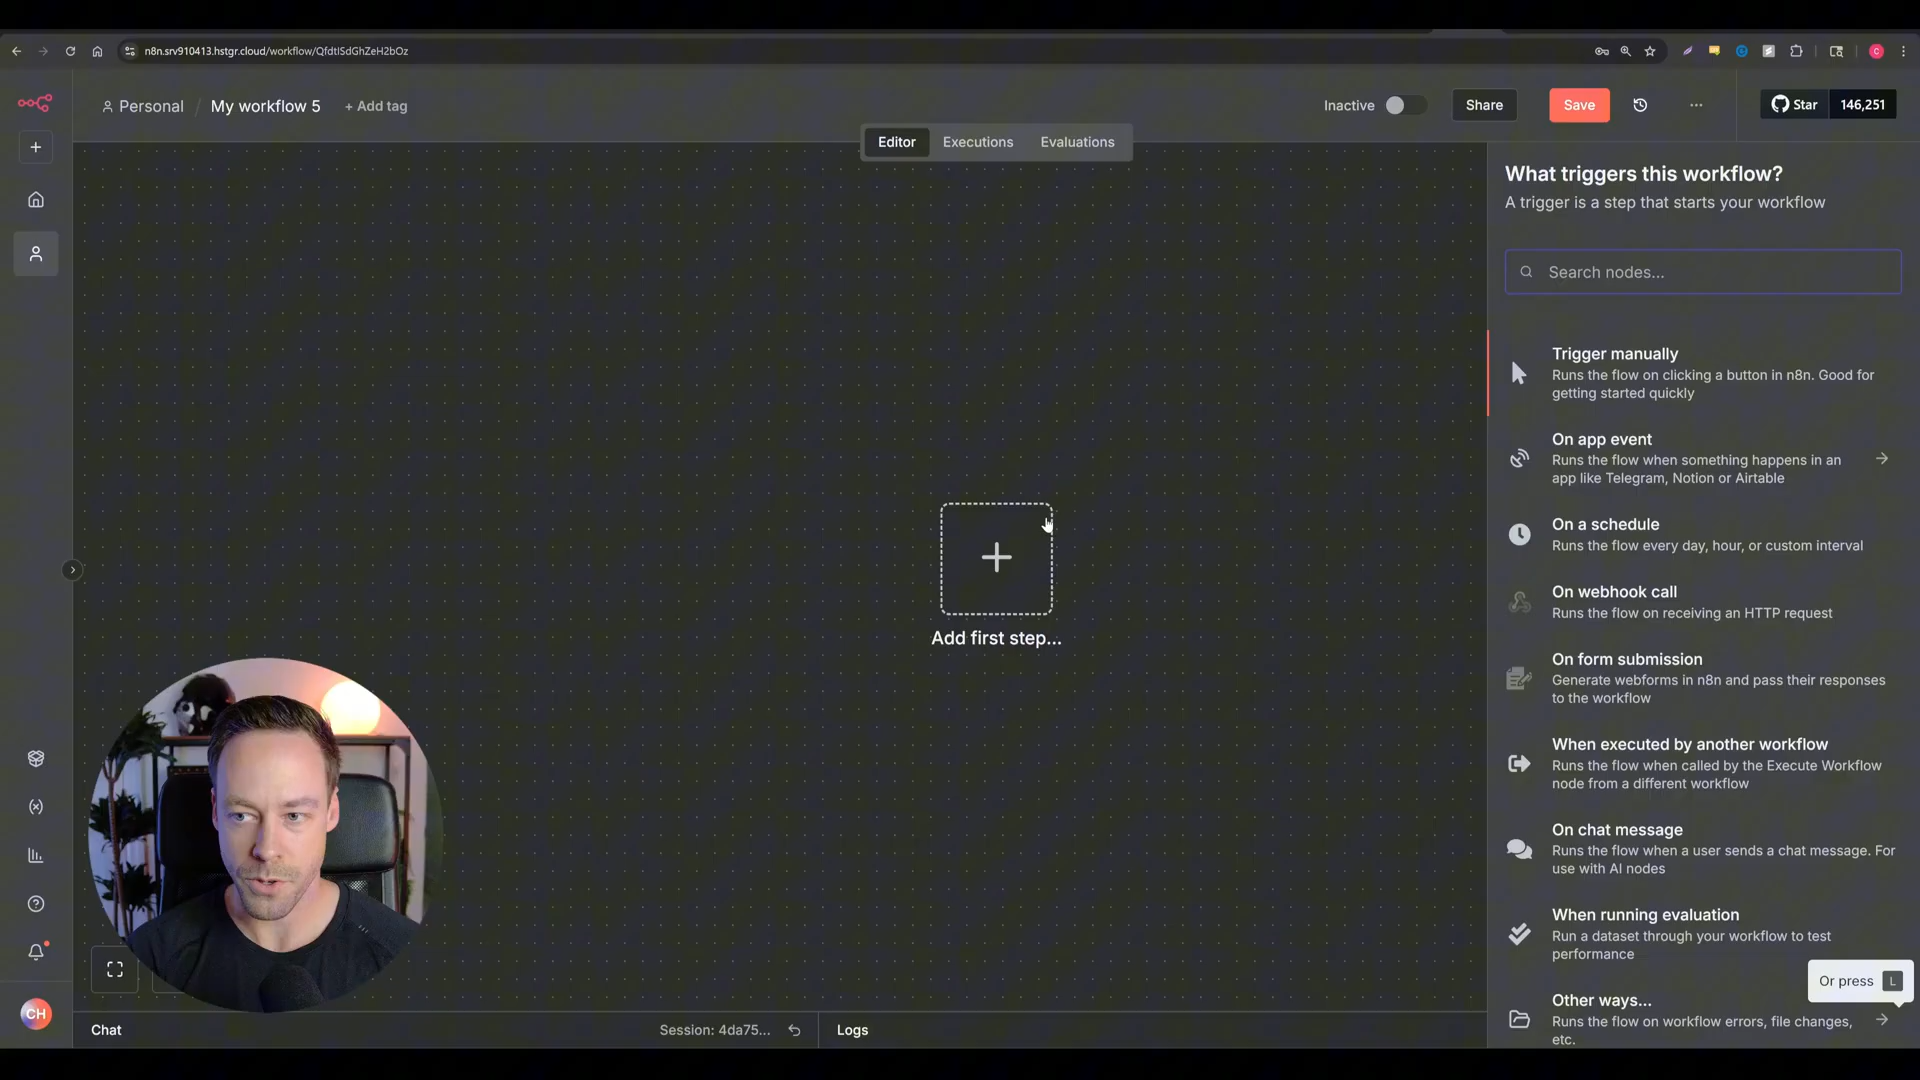 n8n.srv910413.hstgr.cloud/workflow/QfdtISdGhZeH2bOz
Personal / My workflow 5 + Add tag
Inactive
Share
Save
Star 146,251
Editor Executions Evaluations
What triggers this workflow?
A trigger is a step that starts your workflow
Search nodes...
Trigger manually
Runs the flow on clicking a button in n8n. Good for
getting started quickly
On app event
Runs the flow when something happens in an
app like Telegram, Notion or Airtable
On a schedule
Runs the flow every day, hour, or custom interval
On webhook call
Runs the flow on receiving an HTTP request
On form submission
Generate webforms in n8n and pass their responses
to the workflow
When executed by another workflow
Runs the flow when called by the Execute Workflow
node from a different workflow
On chat message
Runs the flow when a user sends a chat message. For
use with AI nodes
When running evaluation
Run a dataset through your workflow to test
performance
Or press L
Other ways...
Runs the flow on workflow errors, file changes,
etc.
Add first step...
CH
Chat
Session: 4da75...
Logs